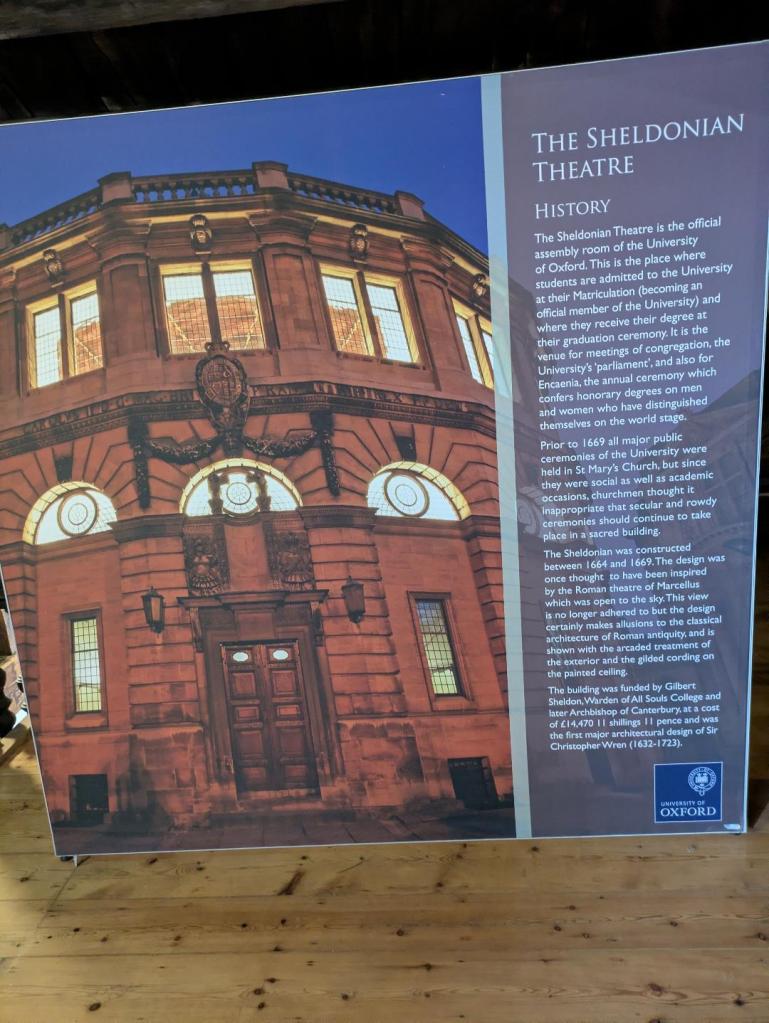 THE SHELDONIAN
THEATRE
HISTORY
The Sheldonian Theatre is the official
assembly room of the University
of Oxford. This is the place where
students are admitted to the University
at their Matriculation (becoming an
official member of the University) and
where they receive their degree at
their graduation ceremony. It is the
venue for meetings of congregation, the
University's 'parliament', and also for
Encaenia, the annual ceremony which
confers honorary degrees on men
and women who have distinguished
themselves on the world stage.
Prior to 1669 all major public
ceremonies of the University were
held in St Mary's Church, but since
they were social as well as academic
occasions, churchmen thought it
inappropriate that secular and rowdy
ceremonies should continue to take
place in a sacred building.
The Sheldonian was constructed
between 1664 and 1669. The design was
once thought to have been inspired
by the Roman theatre of Marcellus
which was open to the sky. This view
is no longer adhered to but the design
certainly makes allusions to the classical
architecture of Roman antiquity, and is
shown with the arcaded treatment of
the exterior and the gilded cording on
the painted ceiling.
The building was funded by Gilbert
Sheldon, Warden of All Souls College and
later Archbishop of Canterbury, at a cost
of £14,470 11 shillings 11 pence and was
the first major architectural design of Sir
Christopher Wren (1632-1723).
UNIVERSITY OF
OXFORD